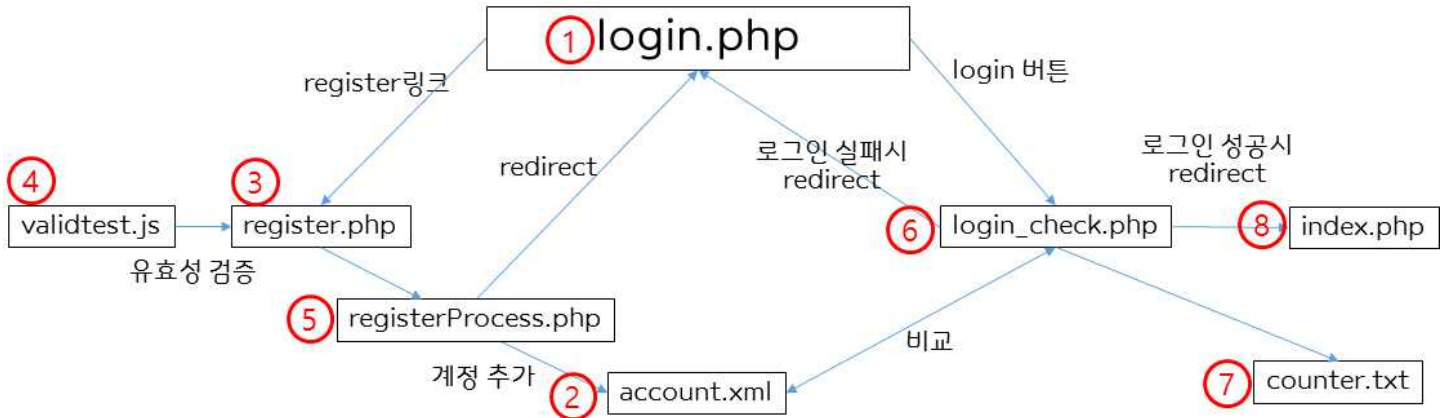 1 login.php
register링크
login 버튼
redirect
로그인 실패시
redirect
로그인 성공시
redirect
4
validtest.js
3
register.php
6
login_check.php
8
index.php
유효성 검증
5
registerProcess.php
비교
계정 추가
2
account.xml
7
counter.txt